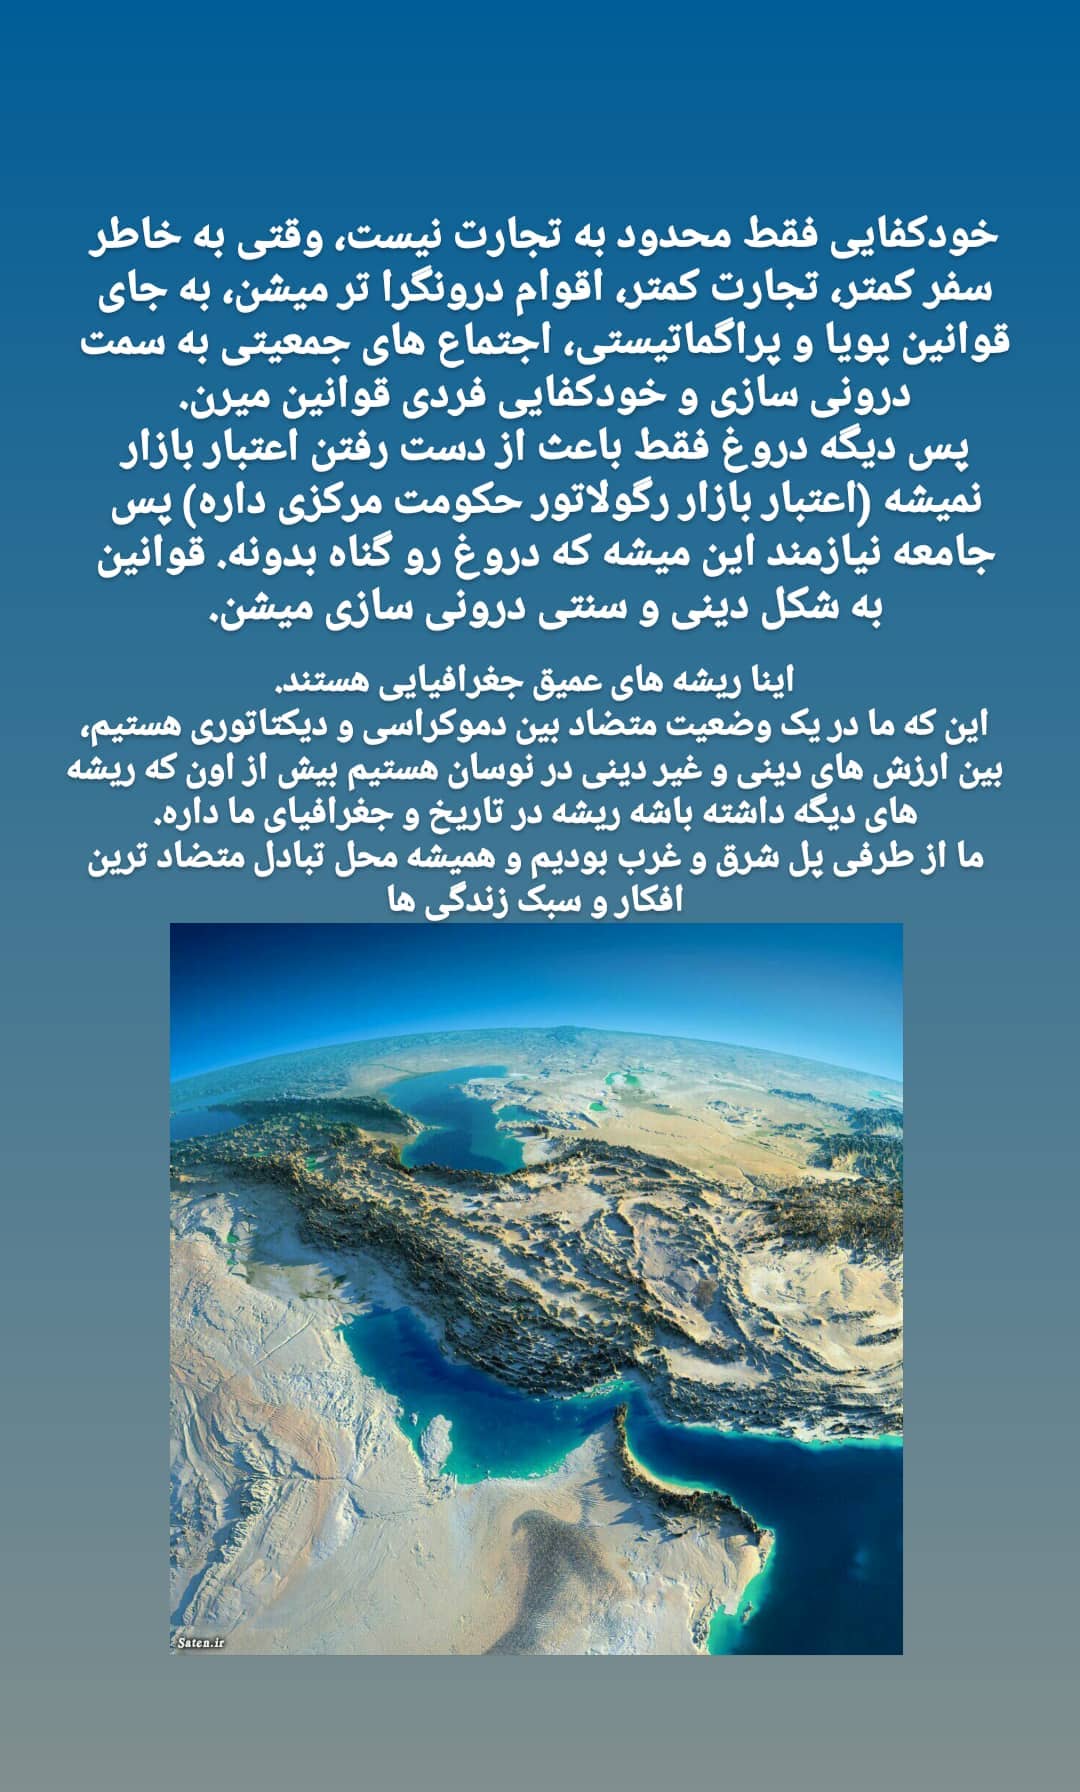 خودکفایی فقط محدود به تجارت نیست، وقتی به خاطر
سفر کمتر، تجارت کمتر، اقوام درونگرا تر میشن، به جای
قوانین پویا و پراگماتیستی، اجتماع های جمعیتی به سمت
درونی سازی و خودکفایی فردی قوانین میرن.
پس دیگه دروغ فقط باعث از دست رفتن اعتبار بازار
نمیشه (اعتبار بازار رگولاتور حکومت مرکزی داره) پس
جامعه نیازمند این میشه که دروغ رو گناه بدونه. قوانین
به شکل دینی و سنتی درونی سازی میشن.
اینا ریشه های عمیق جغرافیایی هستند.
این که ما در یک وضعیت متضاد بین دموکراسی و دیکتاتوری هستیم،
بین ارزش های دینی و غیر دینی در نوسان هستیم بیش از اون که ریشه
های دیگه داشته باشه ریشه در تاریخ و جغرافیای ما داره.
ما از طرفی پل شرق و غرب بودیم و همیشه محل تبادل متضاد ترین
افکار و سبک زندگی ها
Saten.ir